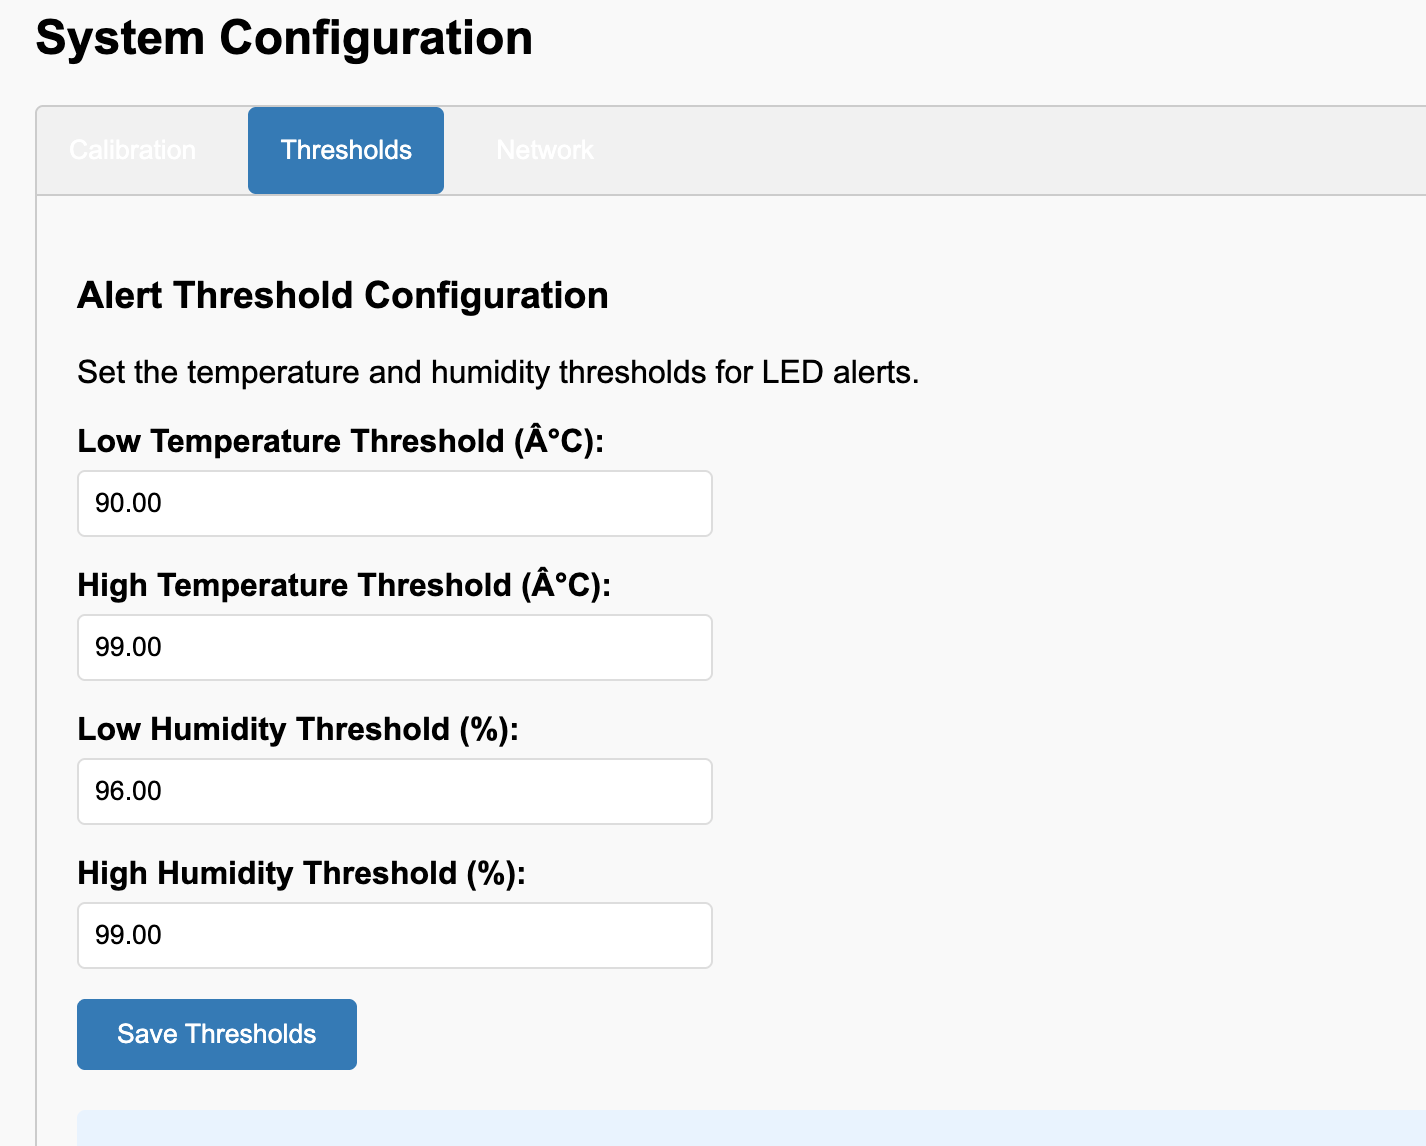 System Configuration
Calibration Thresholds Network
Alert Threshold Configuration
Set the temperature and humidity thresholds for LED alerts.
Low Temperature Threshold (Â°C):
90.00
High Temperature Threshold (Â°C):
99.00
Low Humidity Threshold (%):
96.00
High Humidity Threshold (%):
99.00
Save Thresholds